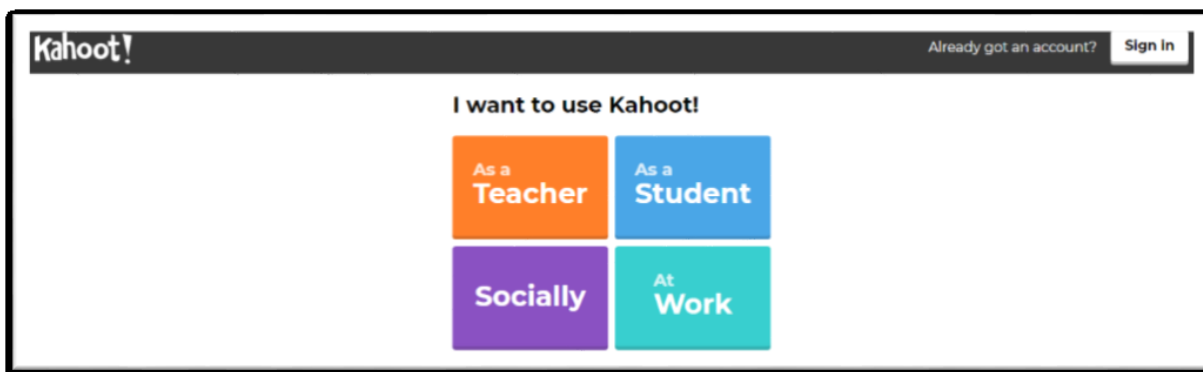 Kahoot!
Already got an account?
Sign in
I want to use Kahoot!
As a
Teacher
As a
Student
Socially
At
Work